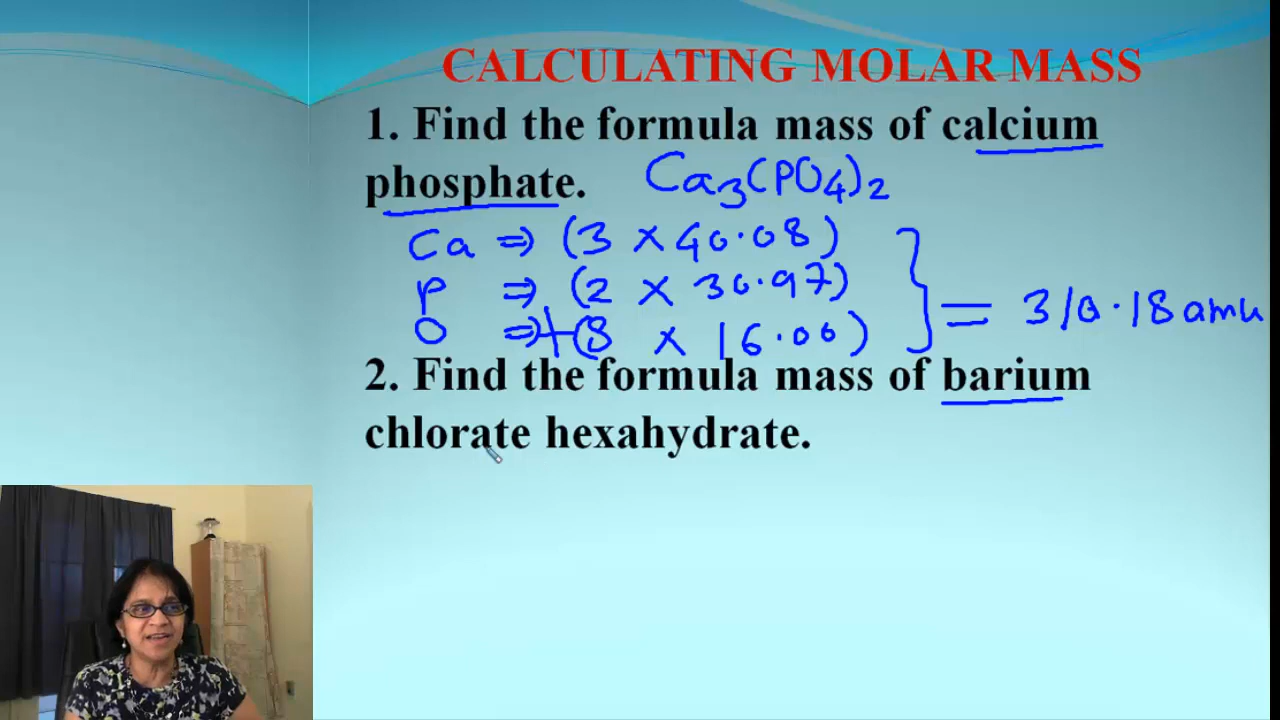 CALCULATING MOLAR MASS
1. Find the formula mass of calcium
phosphate. Ca3(PO4)2
Ca ⇒ (3 × 40.08)
P ⇒ (2 × 30.97)
O ⇒ +(8 × 16.00)
= 310.18 amu
2. Find the formula mass of barium
chlorate hexahydrate.